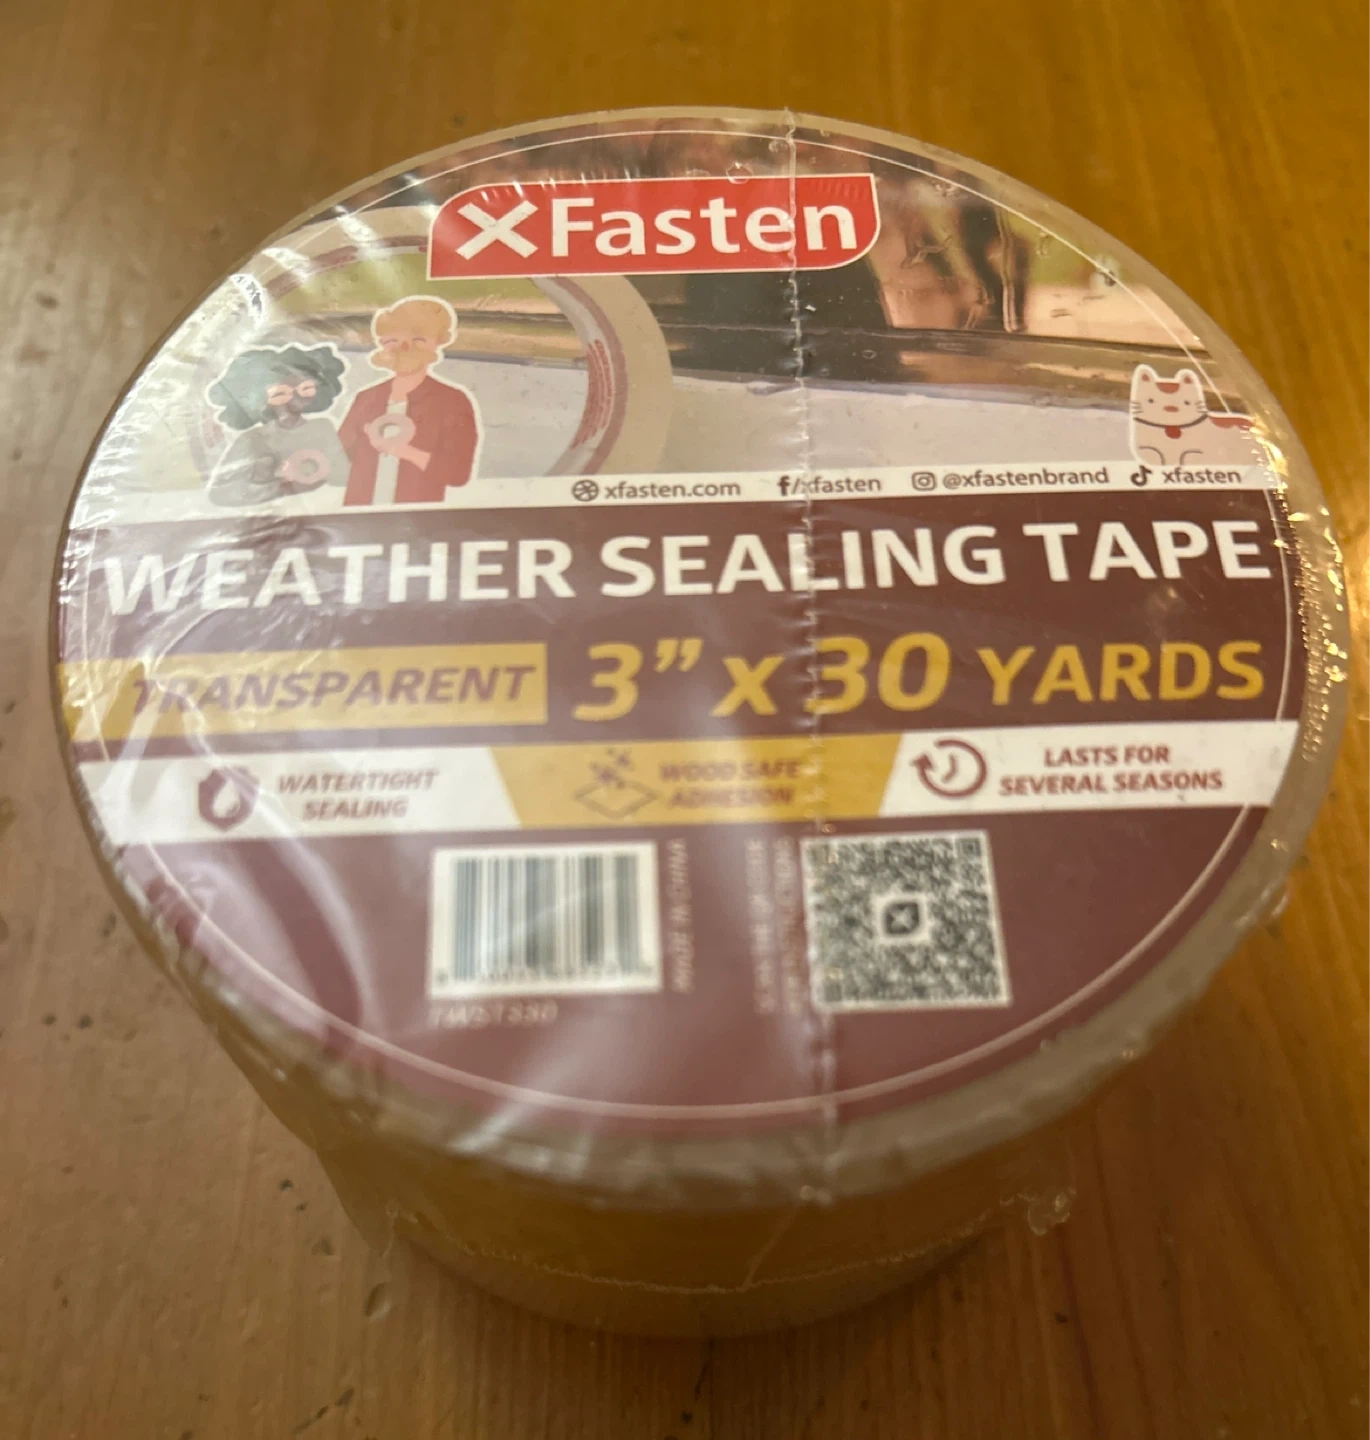 XFasten
xfasten.com f/xfasten @xfastenbrand xfasten
WEATHER SEALING TAPE
TRANSPARENT 3” x 30 YARDS
WATERTIGHT
SEALING
WOOD SAFE
ADHESION
LASTS FOR
SEVERAL SEASONS